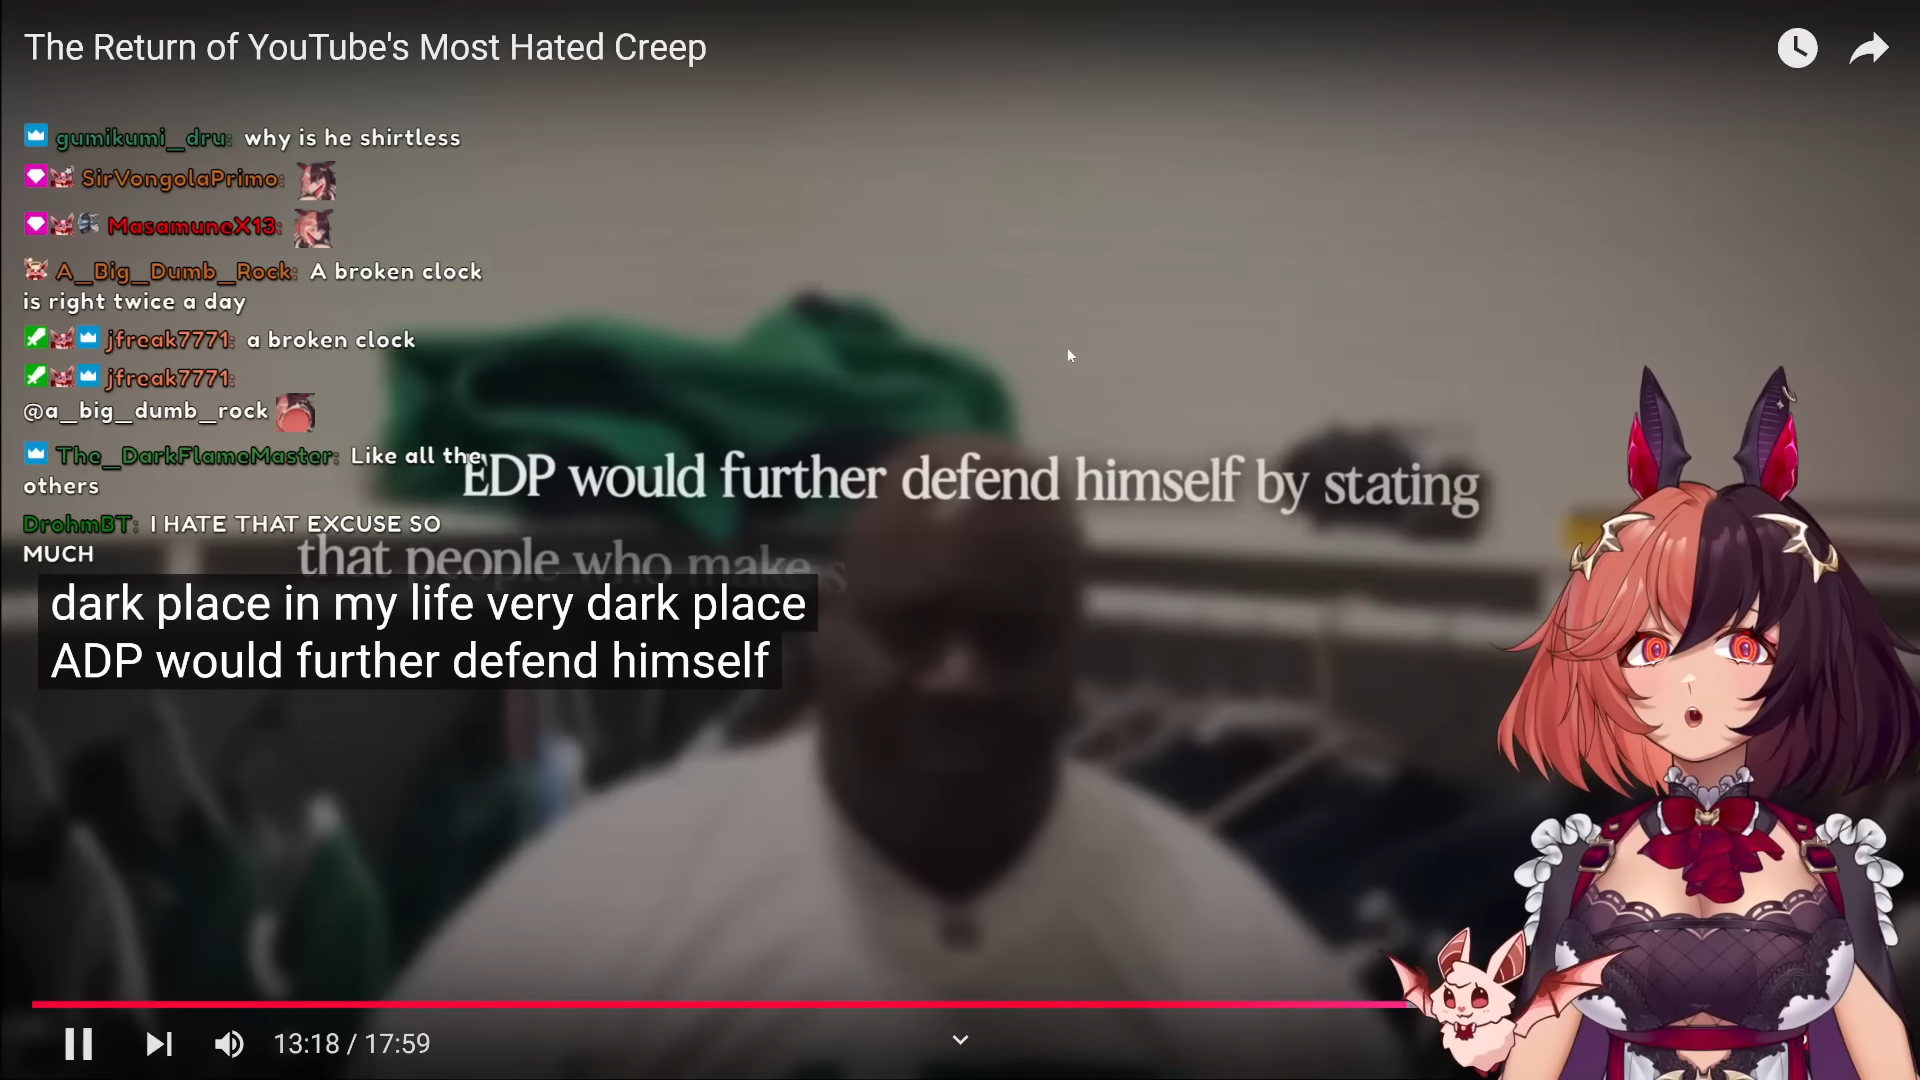 The Return of YouTube's Most Hated Creep
gumikumi_dru: why is he shirtless
SirVongolaPrimo:
MasamuneX13:
A_Big_Dumb_Rock: A broken clock
is right twice a day
jfreak7771: a broken clock
jfreak7771:
@a_big_dumb_rock
The_DarkFlameMaster: Like all the
others
EDP would further defend himself by stating
DrohmBT: I HATE THAT EXCUSE SO
MUCH
that people who make s
dark place in my life very dark place
ADP would further defend himself
13:18 / 17:59